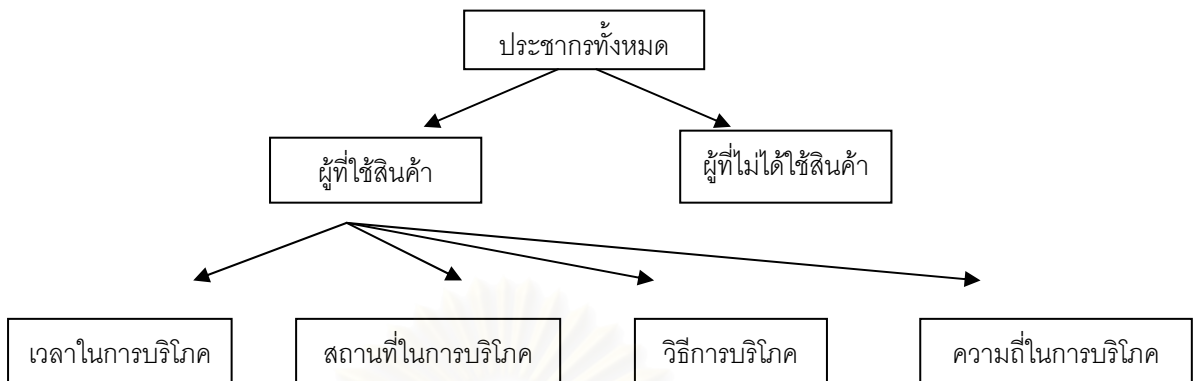 ประชากรทั้งหมด
ผู้ที่ใช้สินค้า
ผู้ที่ไม่ได้ใช้สินค้า
เวลาในการบริโภค
สถานที่ในการบริโภค
วิธีการบริโภค
ความถี่ในการบริโภค